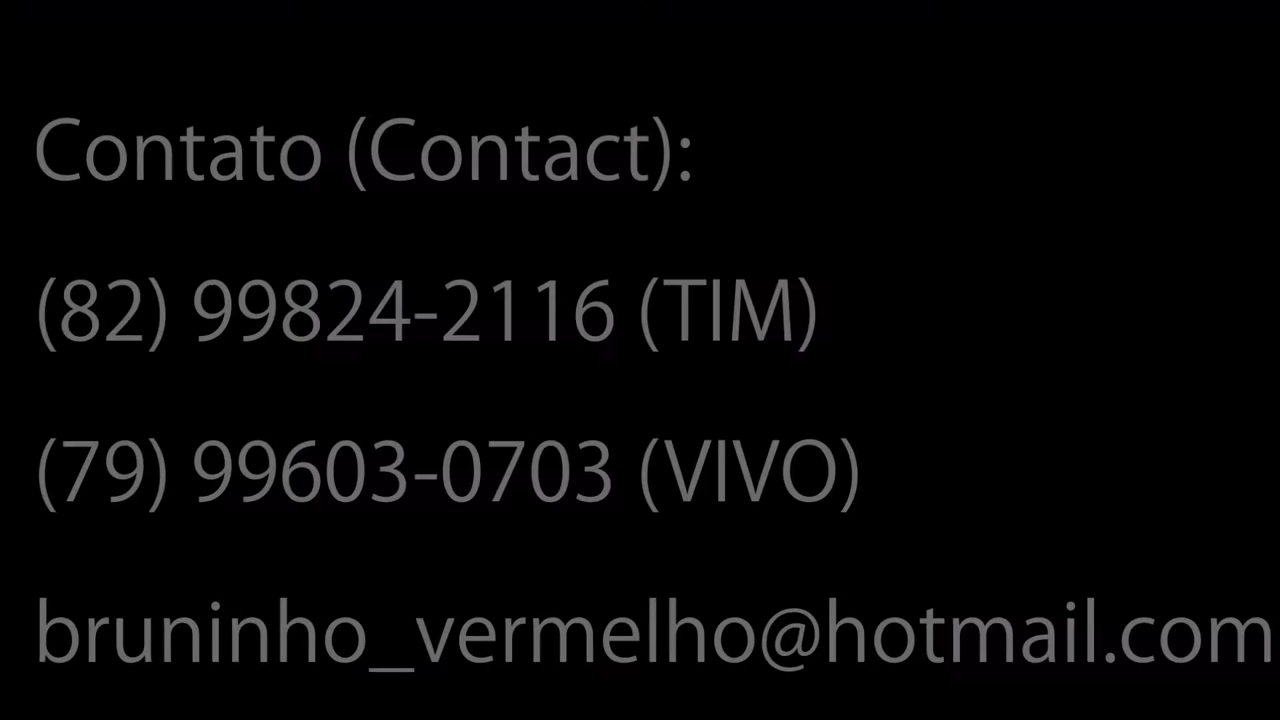 Contato (Contact):
(82) 99824-2116 (TIM)
(79) 99603-0703 (VIVO)
bruninho_vermelho@hotmail.com